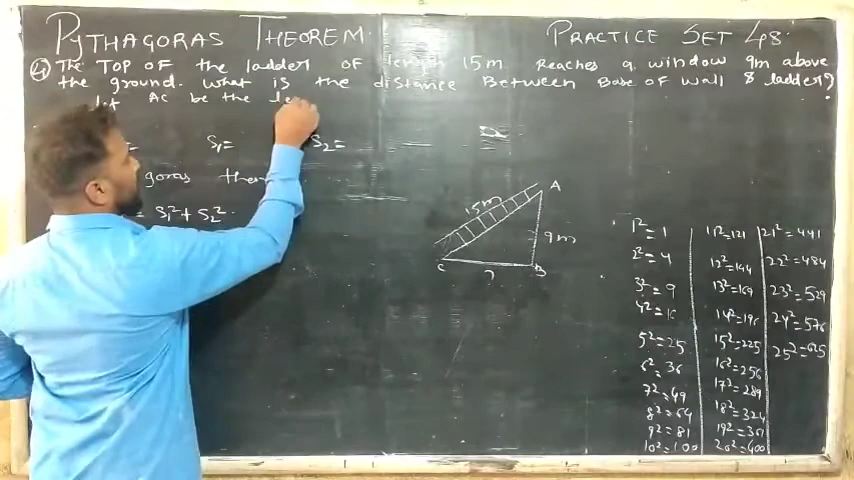 PYTHAGORAS THEOREM
PRACTICE SET 48
4) The TOP OF the ladder OF length 15m Reaches a window 9m above
the ground. What is the distance Between Base OF wall & ladder?
let AC be the le
= S₁= S₂=
goras them
= S₁²+S₂²
A
15m
9m
C
?
B
1²=1
2²=4
3²=9
4²=16
5²=25
6²=36
7²=49
8²=64
9²=81
10²=100
11²=121
12²=144
13²=169
14²=196
15²=225
16²=256
17²=289
18²=324
19²=361
20²=400
21²=441
22²=484
23²=529
24²=576
25²=625